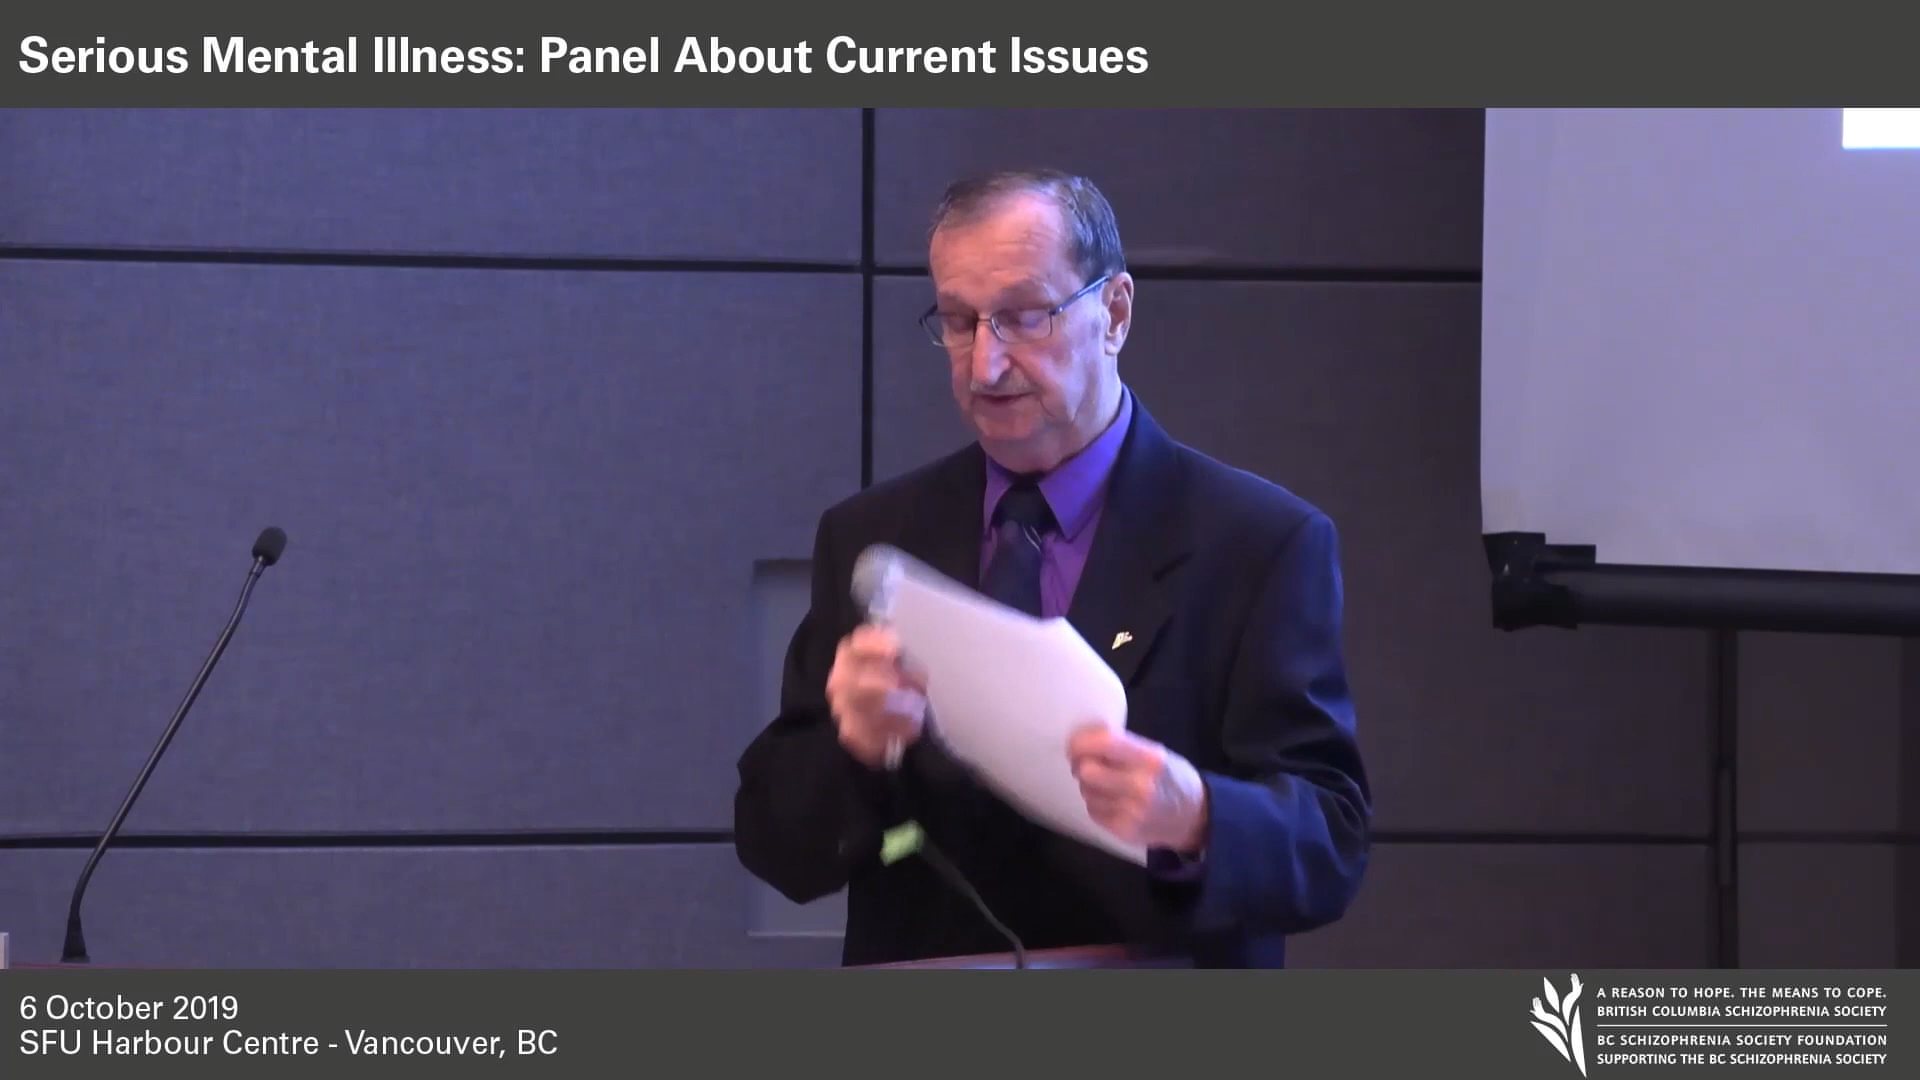 Serious Mental Illness: Panel About Current Issues
6 October 2019
SFU Harbour Centre - Vancouver, BC
A REASON TO HOPE. THE MEANS TO COPE.
BRITISH COLUMBIA SCHIZOPHRENIA SOCIETY
BC SCHIZOPHRENIA SOCIETY FOUNDATION
SUPPORTING THE BC SCHIZOPHRENIA SOCIETY